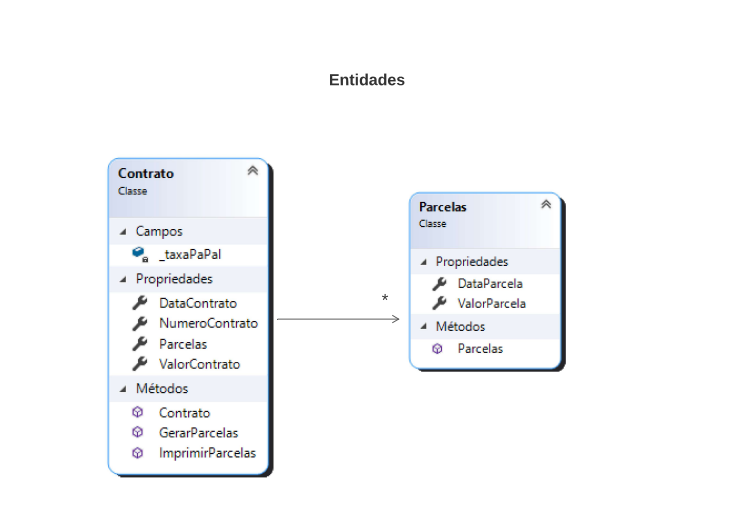 Entidades
Contrato
Classe
Campos
_taxaPaPal
Propriedades
DataContrato
NumeroContrato
Parcelas
ValorContrato
Métodos
Contrato
GerarParcelas
ImprimirParcelas
*
Parcelas
Classe
Propriedades
DataParcela
ValorParcela
Métodos
Parcelas